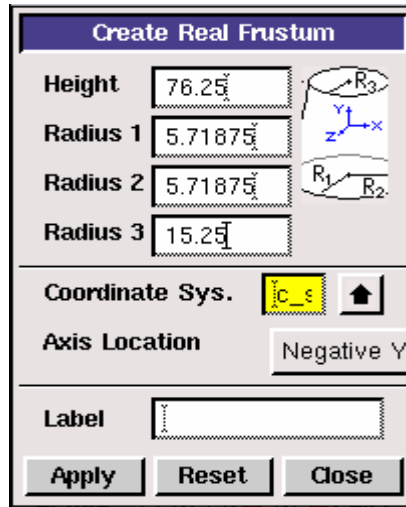 Create Real Frustum
Height 76.25
R3
Radius 1 5.71875
Y
X
Z
Radius 2 5.71875
R1
R2
Radius 3 15.25
Coordinate Sys. c_s
Axis Location Negative Y
Label
Apply Reset Close